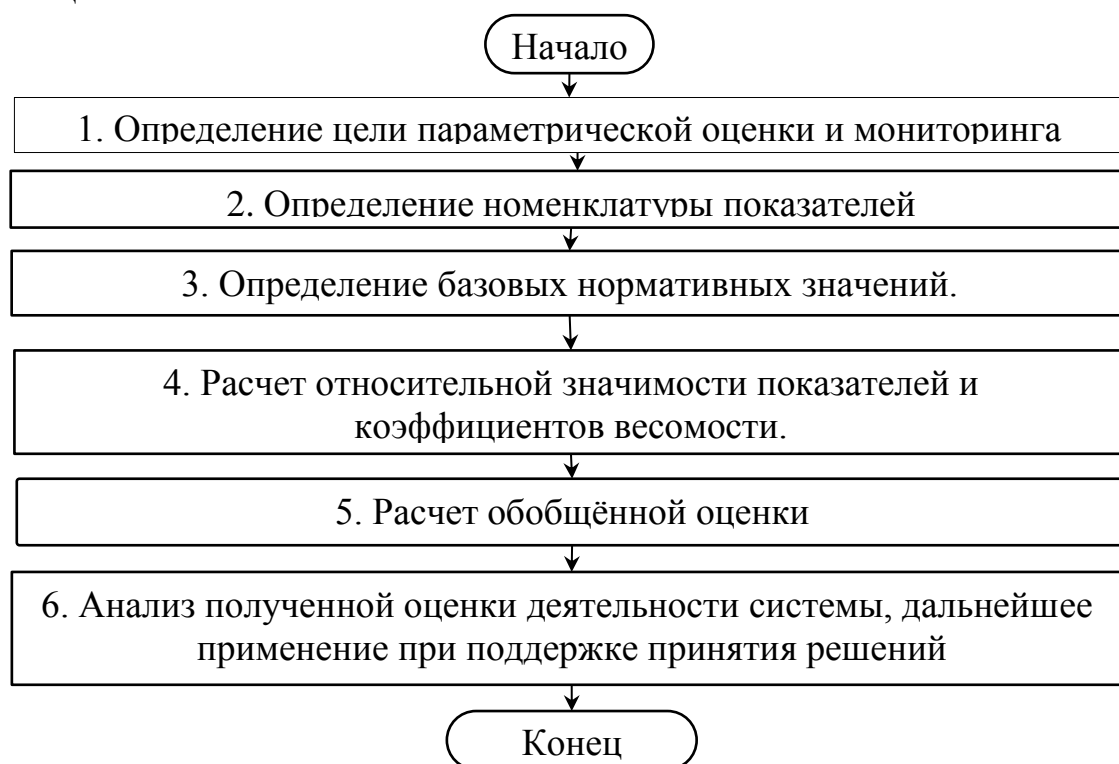 Начало
1. Определение цели параметрической оценки и мониторинга
2. Определение номенклатуры показателей
3. Определение базовых нормативных значений.
4. Расчет относительной значимости показателей и
коэффициентов весомости.
5. Расчет обобщённой оценки
6. Анализ полученной оценки деятельности системы, дальнейшее
применение при поддержке принятия решений
Конец